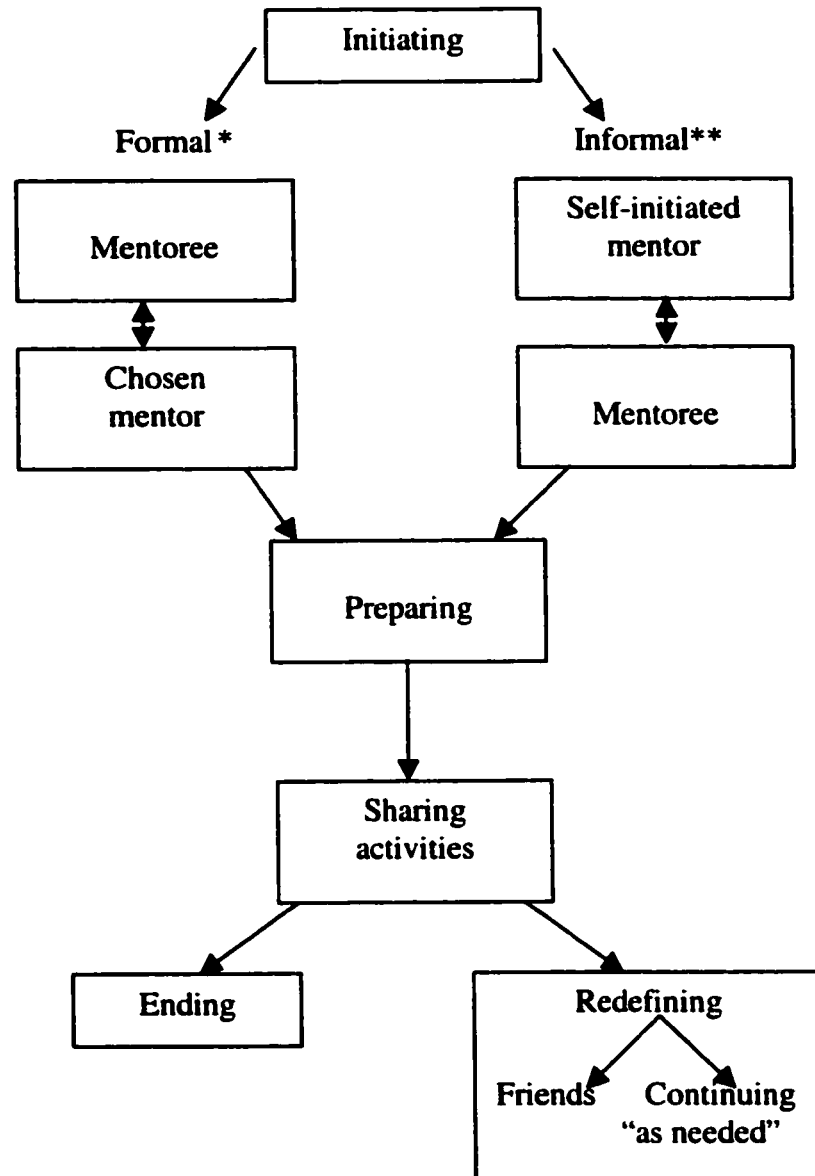 Initiating
Formal * Informal**
Mentoree
Self-initiated
mentor
Chosen
mentor
Mentoree
Preparing
Sharing
activities
Ending
Redefining
Friends Continuing
“as needed”